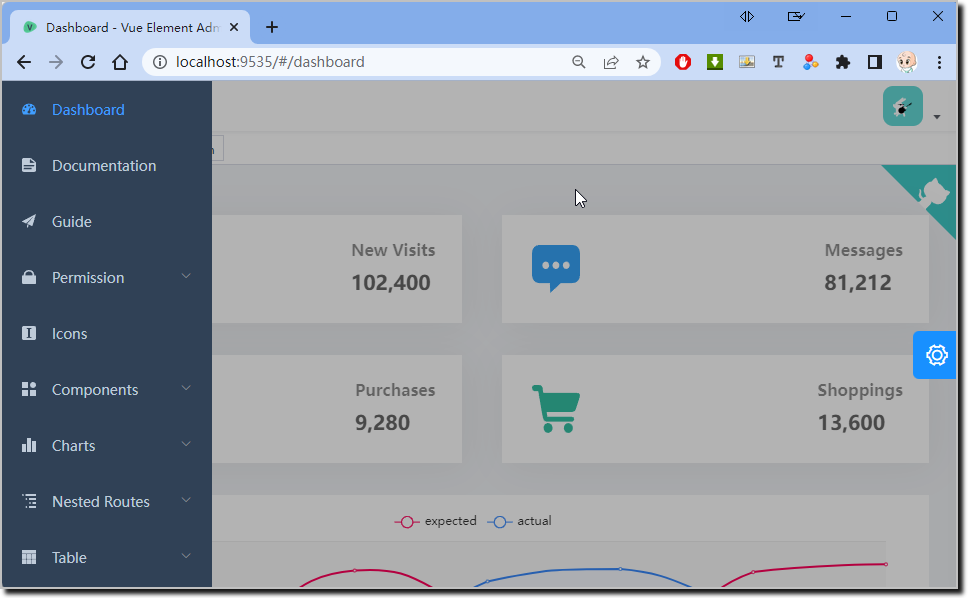 Dashboard - Vue Element Adm
localhost:9535/#/dashboard
Dashboard
Documentation
Guide
Permission
Icons
Components
Charts
Nested Routes
Table
New Visits
102,400
Messages
81,212
Purchases
9,280
Shoppings
13,600
expected
actual